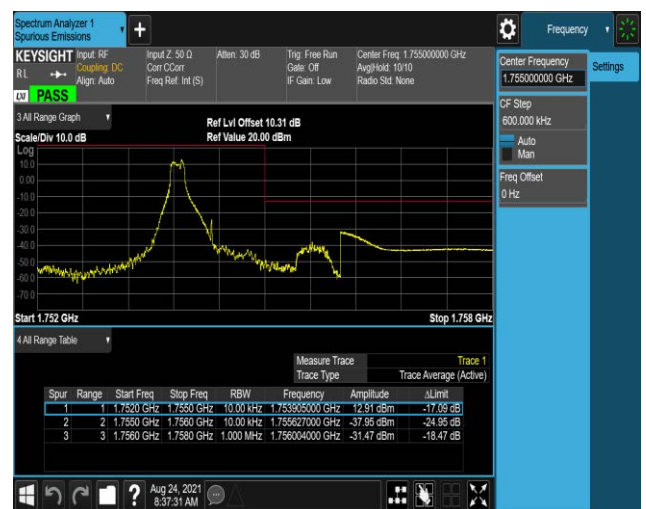 Spectrum Analyzer 1
Spurious Emissions
+
Frequency
KEYSIGHT Input: RF Input Z: 50 Ω Atten: 30 dB Trig: Free Run Center Freq: 1.755000000 GHz
RL Coupling: DC Corr CCorr Gate: Off Avg|Hold: 10/10
Align: Auto Freq Ref: Int (S) IF Gain: Low Radio Std: None
LXI PASS
Center Frequency
1.755000000 GHz
Settings
CF Step
600.000 kHz
Auto
Man
Freq Offset
0 Hz
3 All Range Graph
Ref Lvl Offset 10.31 dB
Scale/Div 10.0 dB Ref Value 20.00 dBm
Log
10.0
0.00
-10.0
-20.0
-30.0
-40.0
-50.0
-60.0
-70.0
Start 1.752 GHz Stop 1.758 GHz
4 All Range Table
Measure Trace Trace 1
Trace Type Trace Average (Active)
Spur Range Start Freq Stop Freq RBW Frequency Amplitude ΔLimit
1 1 1.7520 GHz 1.7550 GHz 10.00 kHz 1.753905000 GHz 12.91 dBm -17.09 dB
2 2 1.7550 GHz 1.7560 GHz 10.00 kHz 1.755627000 GHz -37.95 dBm -24.95 dB
3 3 1.7560 GHz 1.7580 GHz 1.000 MHz 1.756004000 GHz -31.47 dBm -18.47 dB
? Aug 24, 2021
8:37:31 AM